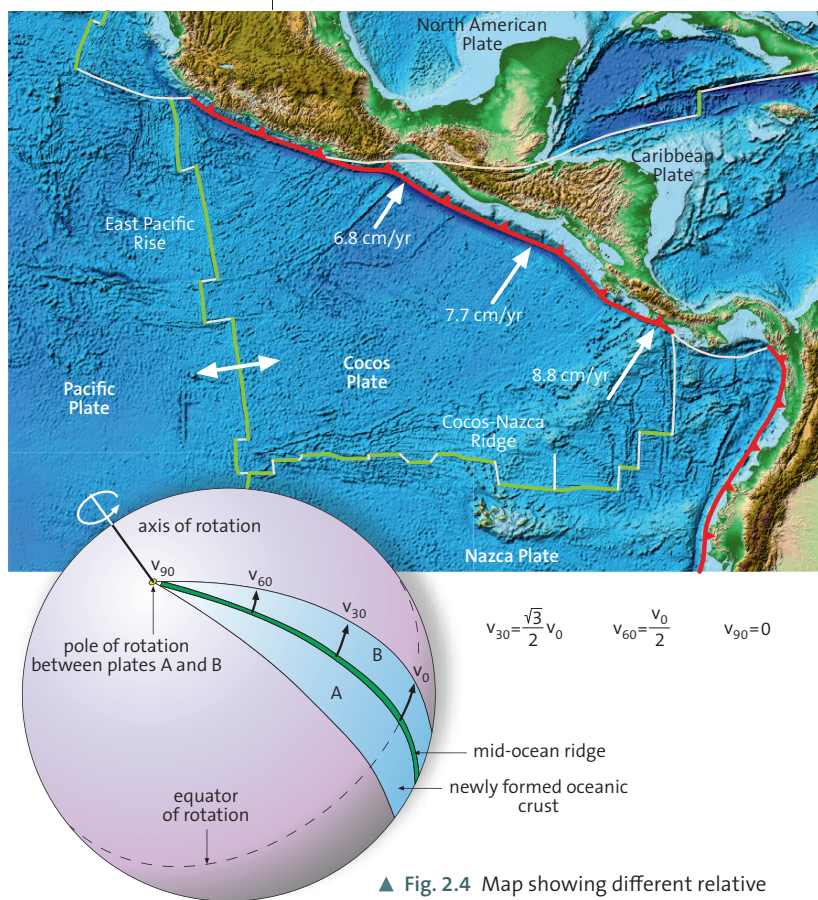 North American
Plate
Caribbean
Plate
East Pacific
Rise
6.8 cm/yr
7.7 cm/yr
8.8 cm/yr
Cocos
Plate
Pacific
Plate
Cocos-Nazca
Ridge
Nazca Plate
axis of rotation
v90
v60
v30
v0
pole of rotation
between plates A and B
B
A
v30=√3/2 v0 v60=v0/2 v90=0
mid-ocean ridge
newly formed oceanic
crust
equator
of rotation
▲ Fig. 2.4 Map showing different relative